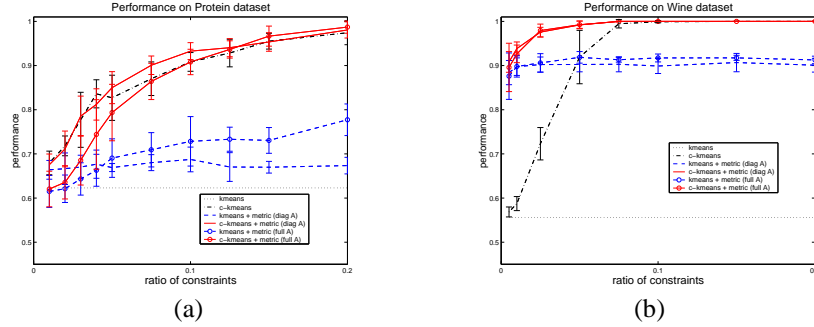 Performance on Protein dataset
1
0.9
0.8
0.7
0.6
0.5
performance
kmeans
c−kmeans
kmeans + metric (diag A)
c−kmeans + metric (diag A)
kmeans + metric (full A)
c−kmeans + metric (full A)
0
0.1
0.2
ratio of constraints
(a)
Performance on Wine dataset
1
0.9
0.8
0.7
0.6
0.5
performance
kmeans
c−kmeans
kmeans + metric (diag A)
c−kmeans + metric (diag A)
kmeans + metric (full A)
c−kmeans + metric (full A)
0
0.1
ratio of constraints
(b)